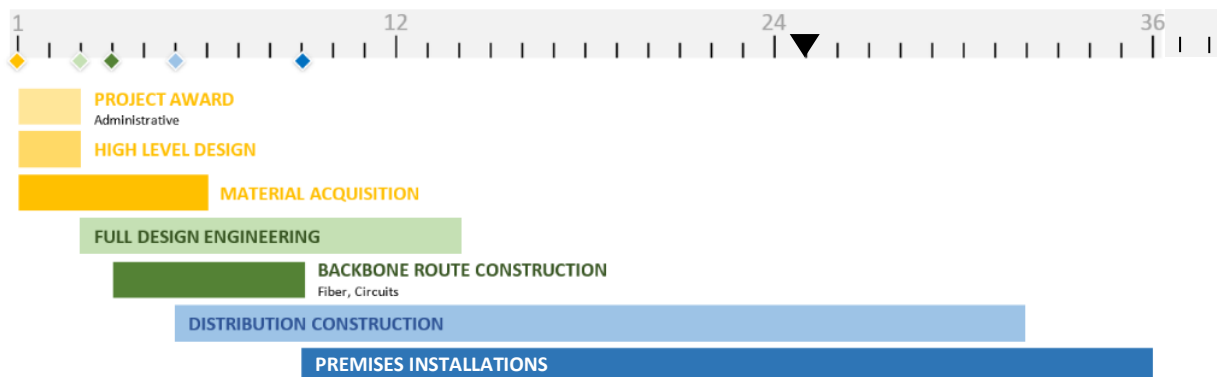 1 12 24 36
PROJECT AWARD
Administrative
HIGH LEVEL DESIGN
MATERIAL ACQUISITION
FULL DESIGN ENGINEERING
BACKBONE ROUTE CONSTRUCTION
Fiber, Circuits
DISTRIBUTION CONSTRUCTION
PREMISES INSTALLATIONS